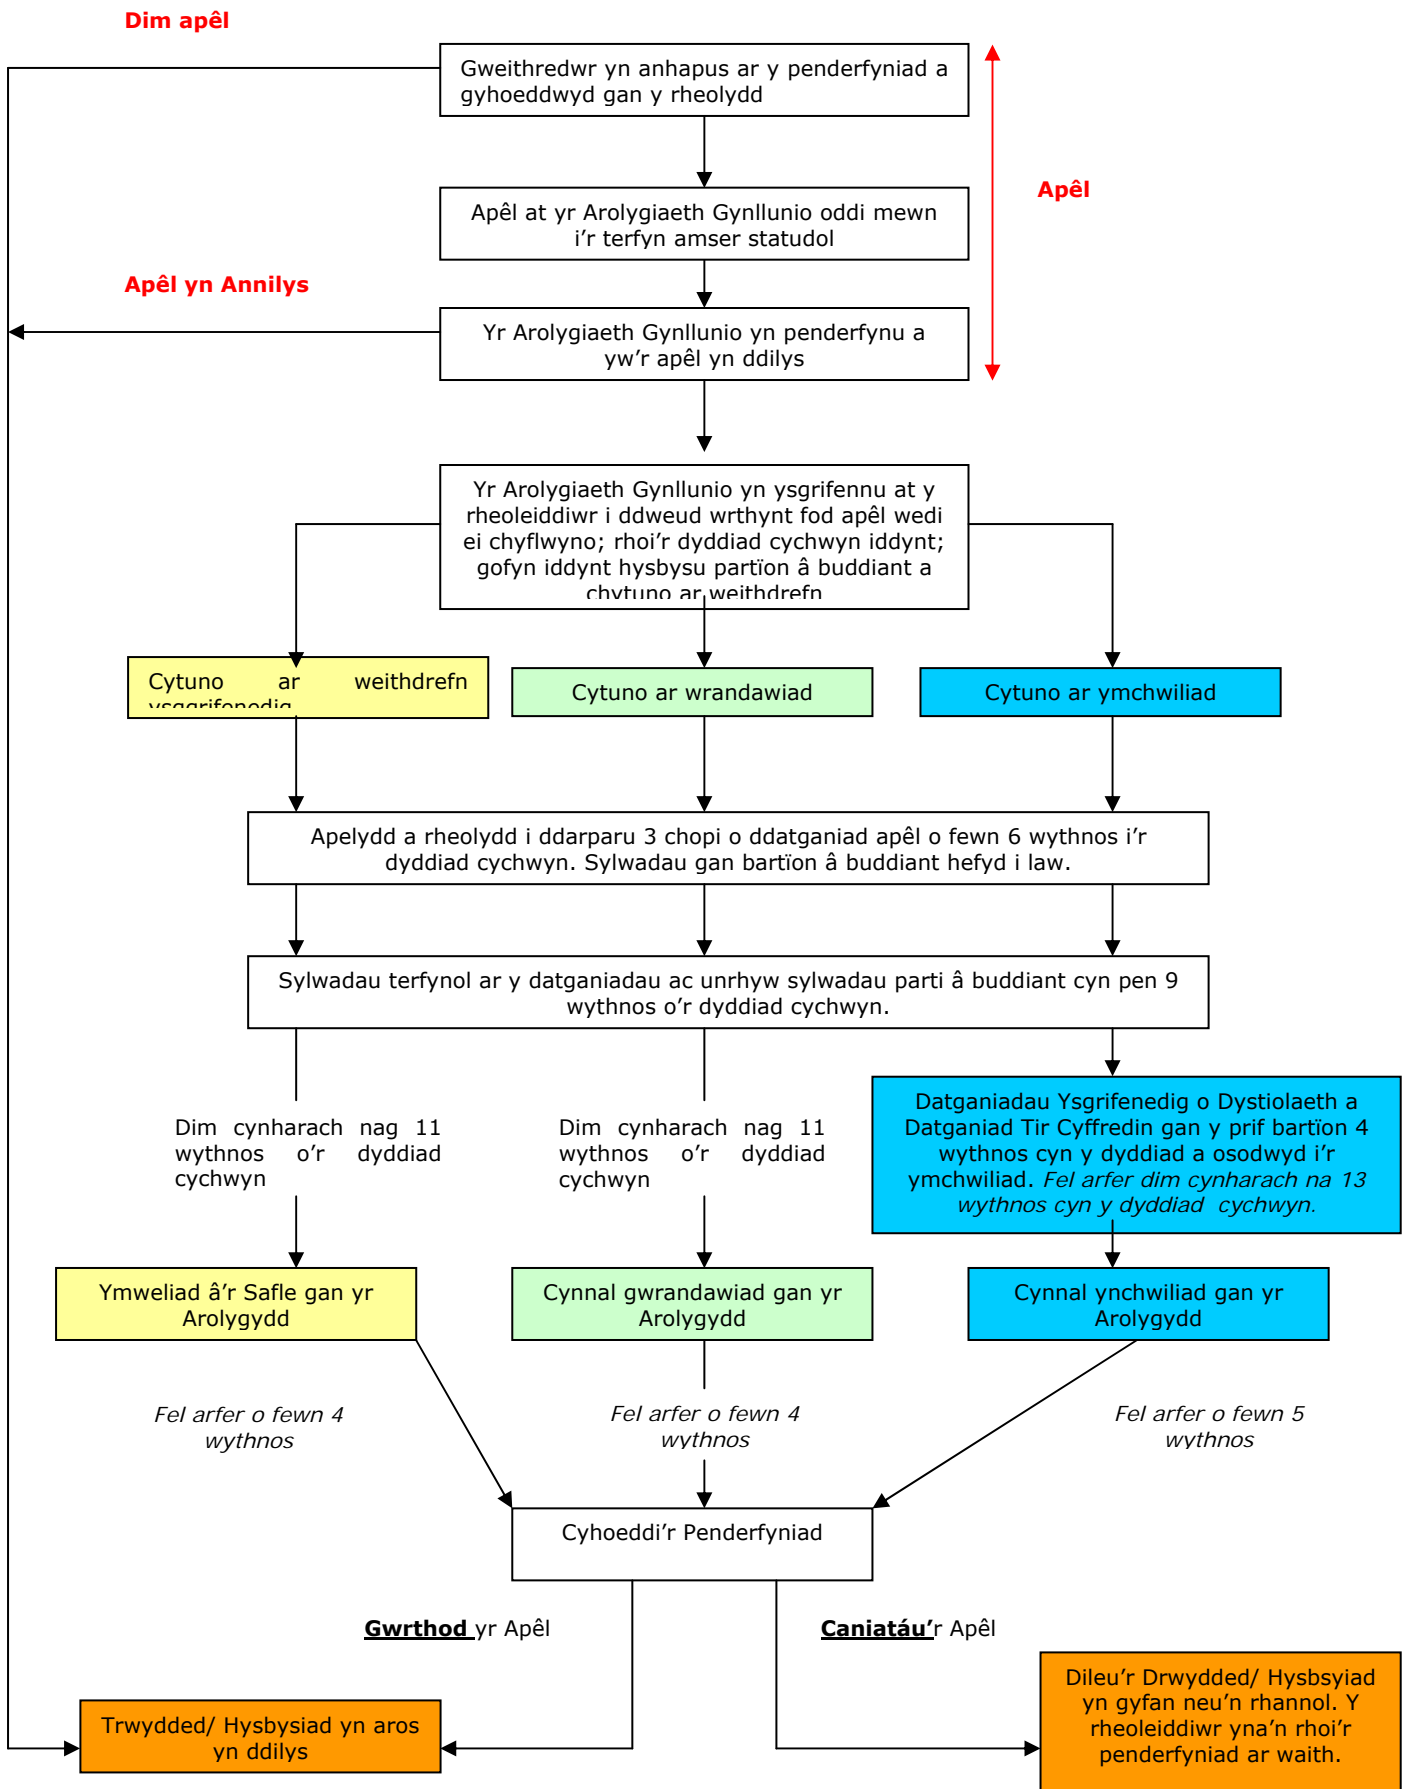 Dim apêl
Gweithredwr yn anhapus ar y penderfyniad a
gyhoeddwyd gan y rheolydd
Apêl
Apêl at yr Arolygiaeth Gynllunio oddi mewn
i'r terfyn amser statudol
Apêl yn Annilys
Yr Arolygiaeth Gynllunio yn penderfynu a
yw'r apêl yn ddilys
Yr Arolygiaeth Gynllunio yn ysgrifennu at y
rheoleiddiwr i ddweud wrthynt fod apêl wedi
ei chyflwyno; rhoi'r dyddiad cychwyn iddynt;
gofyn iddynt hysbysu partïon â buddiant a
chytuno ar weithdrefn
Cytuno ar weithdrefn
ysgrifenedig
Cytuno ar wrandawiad
Cytuno ar ymchwiliad
Apelydd a rheolydd i ddarparu 3 chopi o ddatganiad apêl o fewn 6 wythnos i'r
dyddiad cychwyn. Sylwadau gan bartïon â buddiant hefyd i law.
Sylwadau terfynol ar y datganiadau ac unrhyw sylwadau parti â buddiant cyn pen 9
wythnos o'r dyddiad cychwyn.
Dim cynharach nag 11
wythnos o'r dyddiad
cychwyn
Dim cynharach nag 11
wythnos o'r dyddiad
cychwyn
Datganiadau Ysgrifenedig o Dystiolaeth a
Datganiad Tir Cyffredin gan y prif bartïon 4
wythnos cyn y dyddiad a osodwyd i'r
ymchwiliad. Fel arfer dim cynharach na 13
wythnos cyn y dyddiad cychwyn.
Ymweliad â'r Safle gan yr
Arolygydd
Cynnal gwrandawiad gan yr
Arolygydd
Cynnal ynchwiliad gan yr
Arolygydd
Fel arfer o fewn 4
wythnos
Fel arfer o fewn 4
wythnos
Fel arfer o fewn 5
wythnos
Cyhoeddi'r Penderfyniad
Gwrthod yr Apêl
Caniatáu'r Apêl
Trwydded/ Hysbysiad yn aros
yn ddilys
Dileu'r Drwydded/ Hysbsyiad
yn gyfan neu'n rhannol. Y
rheoleiddiwr yna'n rhoi'r
penderfyniad ar waith.